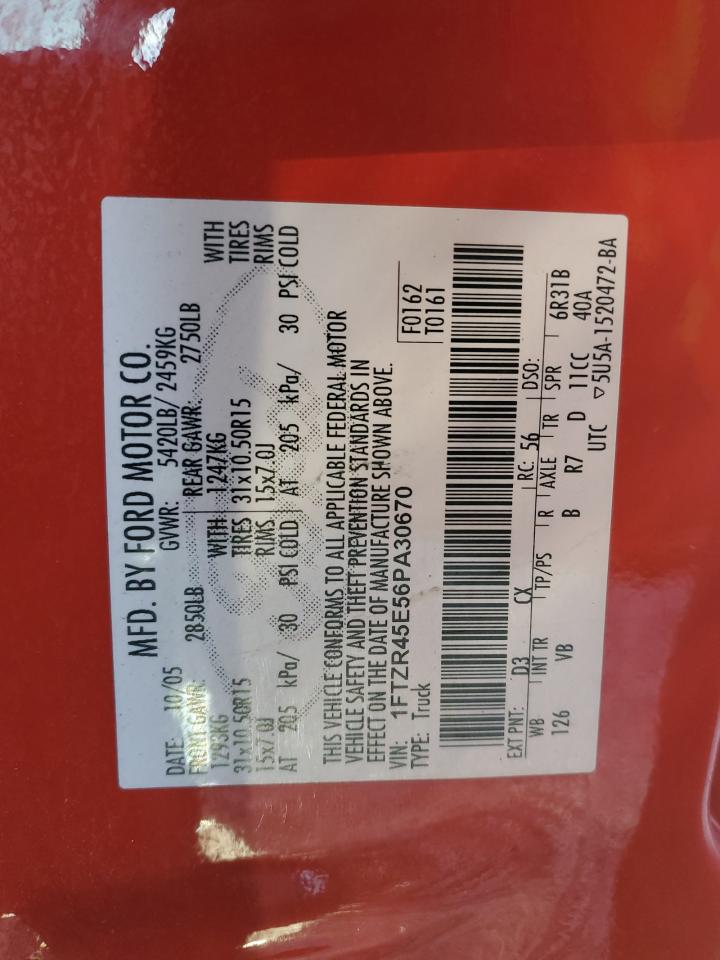 MFD. BY FORD MOTOR CO.
DATE: 10/05 GVWR: 5420LB/ 2459KG
FRONT GAWR: 2850LB REAR GAWR: 2750LB
1293KG WITH 1247KG WITH
31x10.50R15 TIRES 31x10.50R15 TIRES
15x7.0J RIMS 15x7.0J RIMS
AT 205 kPa/ 30 PSI COLD AT 205 kPa/ 30 PSI COLD
THIS VEHICLE CONFORMS TO ALL APPLICABLE FEDERAL MOTOR
VEHICLE SAFETY AND THEFT PREVENTION STANDARDS IN
EFFECT ON THE DATE OF MANUFACTURE SHOWN ABOVE.
VIN: 1FTZR45E56PA30670 F0162
TYPE: Truck T0161
EXT PNT: D3 CX RC: 56 DSO:
WB INT TR TP/PS R AXLE TR SPR 6R31B
126 VB B R7 D 11CC 40A
UTC ▽5U5A-1520472-BA